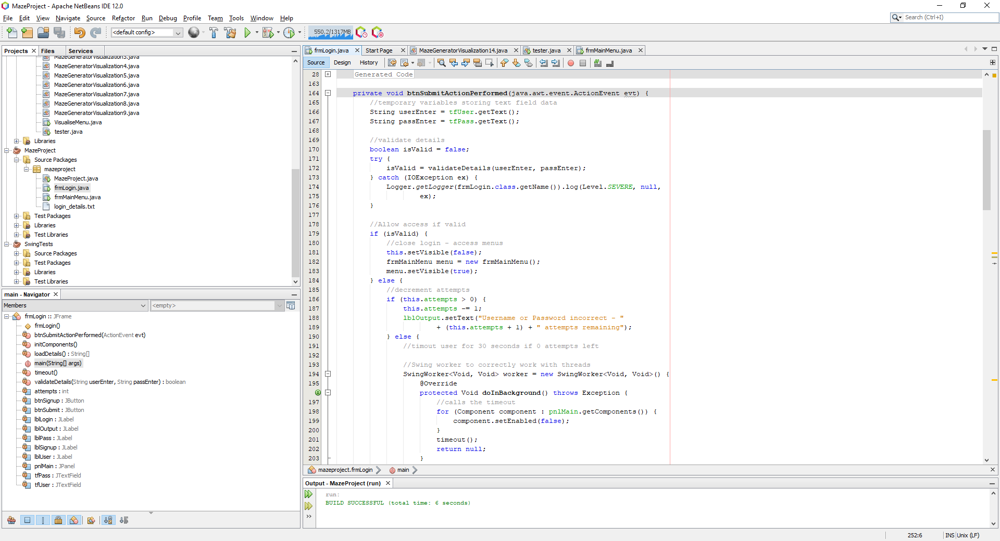 MazeProject - Apache NetBeans IDE 12.0
File Edit View Navigate Source Refactor Run Debug Profile Team Tools Window Help
Search (Ctrl+I)
<default config>
550.2/1317MB
Projects Files Services
MazeGeneratorVisualization3.java
MazeGeneratorVisualization4.java
MazeGeneratorVisualization5.java
MazeGeneratorVisualization6.java
MazeGeneratorVisualization7.java
MazeGeneratorVisualization8.java
MazeGeneratorVisualization9.java
VisualiseMenu.java
tester.java
Libraries
MazeProject
Source Packages
mazeproject
MazeProject.java
frmLogin.java
frmMainMenu.java
login_details.txt
Test Packages
Libraries
Test Libraries
SwingTests
Source Packages
Test Packages
Libraries
Test Libraries
main - Navigator
Members
<empty>
frmLogin :: JFrame
frmLogin()
btnSubmitActionPerformed(ActionEvent evt)
initComponents()
loadDetails() : String[]
main(String[] args)
timeout()
validateDetails(String userEnter, String passEnter) : boolean
attempts : int
btnSignup : JButton
btnSubmit : JButton
lblLogin : JLabel
lblOutput : JLabel
lblPass : JLabel
lblSignup : JLabel
lblUser : JLabel
pnlMain : JPanel
tfPass : JTextField
tfUser : JTextField
frmLogin.java Start Page MazeGeneratorVisualization14.java tester.java frmMainMenu.java
Source Design History
28 Generated Code
163
164 private void btnSubmitActionPerformed(java.awt.event.ActionEvent evt) {
165 //temporary variables storing text field data
166 String userEnter = tfUser.getText();
167 String passEnter = tfPass.getText();
168
169 //validate details
170 boolean isValid = false;
171 try {
172 isValid = validateDetails(userEnter, passEnter);
173 } catch (IOException ex) {
174 Logger.getLogger(frmLogin.class.getName()).log(Level.SEVERE, null,
175 ex);
176 }
177
178 //Allow access if valid
179 if (isValid) {
180 //close login - access menus
181 this.setVisible(false);
182 frmMainMenu menu = new frmMainMenu();
183 menu.setVisible(true);
184 } else {
185 //decrement attempts
186 if (this.attempts > 0) {
187 this.attempts -= 1;
188 lblOutput.setText("Username or Password incorrect - "
189 + (this.attempts + 1) + " attempts remaining");
190 } else {
191 //timout user for 30 seconds if 0 attempts left
192
193 //Swing worker to correctly work with threads
194 SwingWorker<Void, Void> worker = new SwingWorker<Void, Void>() {
195 @Override
protected Void doInBackground() throws Exception {
197 //calls the timeout
198 for (Component component : pnlMain.getComponents()) {
199 component.setEnabled(false);
200 }
201 timeout();
202 return null;
203 }
mazeproject.frmLogin main
Output - MazeProject (run)
run:
BUILD SUCCESSFUL (total time: 6 seconds)
252:6 INS Unix (LF)